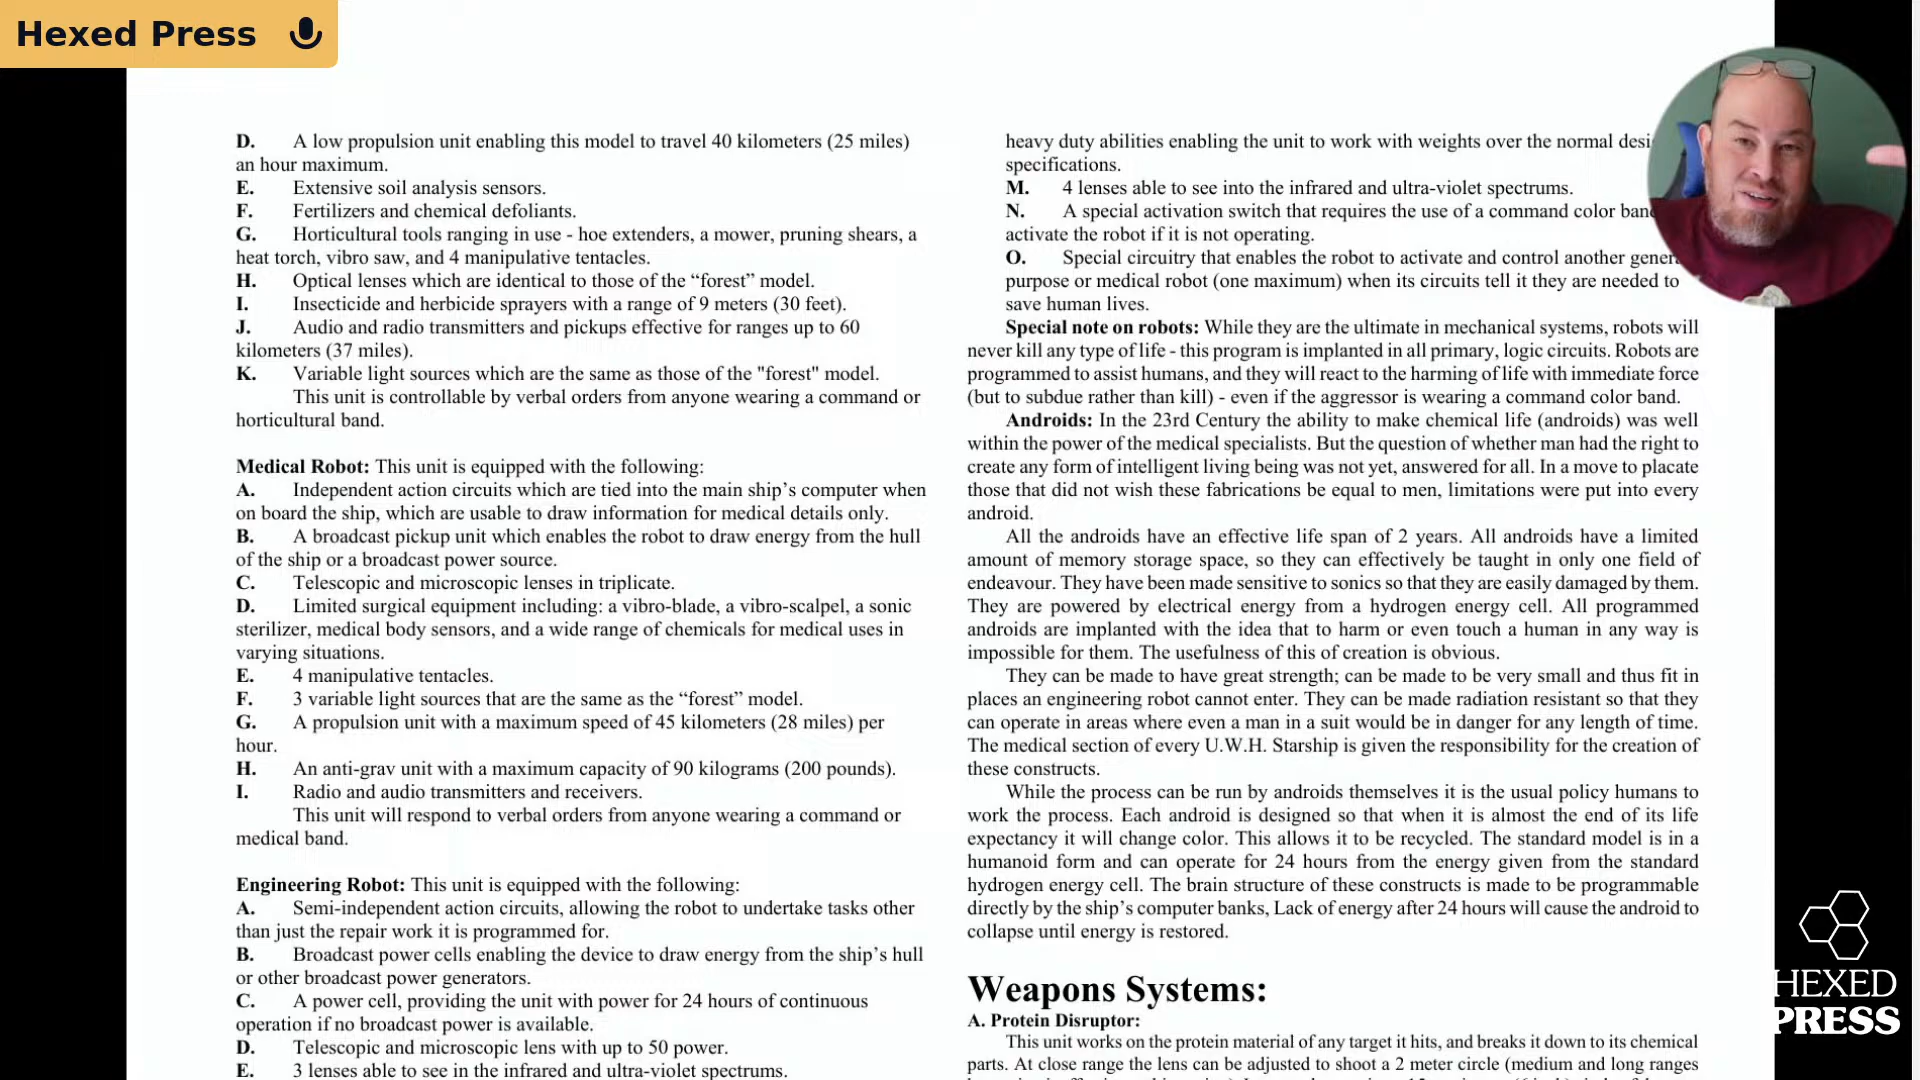 Hexed Press
D. A low propulsion unit enabling this model to travel 40 kilometers (25 miles)
an hour maximum.
E. Extensive soil analysis sensors.
F. Fertilizers and chemical defoliants.
G. Horticultural tools ranging in use - hoe extenders, a mower, pruning shears, a
heat torch, vibro saw, and 4 manipulative tentacles.
H. Optical lenses which are identical to those of the “forest” model.
I. Insecticide and herbicide sprayers with a range of 9 meters (30 feet).
J. Audio and radio transmitters and pickups effective for ranges up to 60
kilometers (37 miles).
K. Variable light sources which are the same as those of the "forest" model.
This unit is controllable by verbal orders from anyone wearing a command or
horticultural band.
Medical Robot: This unit is equipped with the following:
A. Independent action circuits which are tied into the main ship’s computer when
on board the ship, which are usable to draw information for medical details only.
B. A broadcast pickup unit which enables the robot to draw energy from the hull
of the ship or a broadcast power source.
C. Telescopic and microscopic lenses in triplicate.
D. Limited surgical equipment including: a vibro-blade, a vibro-scalpel, a sonic
sterilizer, medical body sensors, and a wide range of chemicals for medical uses in
varying situations.
E. 4 manipulative tentacles.
F. 3 variable light sources that are the same as the “forest” model.
G. A propulsion unit with a maximum speed of 45 kilometers (28 miles) per
hour.
H. An anti-grav unit with a maximum capacity of 90 kilograms (200 pounds).
I. Radio and audio transmitters and receivers.
This unit will respond to verbal orders from anyone wearing a command or
medical band.
Engineering Robot: This unit is equipped with the following:
A. Semi-independent action circuits, allowing the robot to undertake tasks other
than just the repair work it is programmed for.
B. Broadcast power cells enabling the device to draw energy from the ship’s hull
or other broadcast power generators.
C. A power cell, providing the unit with power for 24 hours of continuous
operation if no broadcast power is available.
D. Telescopic and microscopic lens with up to 50 power.
E. 3 lenses able to see in the infrared and ultra-violet spectrums.
heavy duty abilities enabling the unit to work with weights over the normal
specifications.
M. 4 lenses able to see into the infrared and ultra-violet spectrums.
N. A special activation switch that requires the use of a command color
activate the robot if it is not operating.
O. Special circuitry that enables the robot to activate and control another
purpose or medical robot (one maximum) when its circuits tell it they are needed to
save human lives.
Special note on robots: While they are the ultimate in mechanical systems, robots will
never kill any type of life - this program is implanted in all primary, logic circuits. Robots are
programmed to assist humans, and they will react to the harming of life with immediate force
(but to subdue rather than kill) - even if the aggressor is wearing a command color band.
Androids: In the 23rd Century the ability to make chemical life (androids) was well
within the power of the medical specialists. But the question of whether man had the right to
create any form of intelligent living being was not yet, answered for all. In a move to placate
those that did not wish these fabrications be equal to men, limitations were put into every
android.
All the androids have an effective life span of 2 years. All androids have a limited
amount of memory storage space, so they can effectively be taught in only one field of
endeavour. They have been made sensitive to sonics so that they are easily damaged by them.
They are powered by electrical energy from a hydrogen energy cell. All programmed
androids are implanted with the idea that to harm or even touch a human in any way is
impossible for them. The usefulness of this of creation is obvious.
They can be made to have great strength; can be made to be very small and thus fit in
places an engineering robot cannot enter. They can be made radiation resistant so that they
can operate in areas where even a man in a suit would be in danger for any length of time.
The medical section of every U.W.H. Starship is given the responsibility for the creation of
these constructs.
While the process can be run by androids themselves it is the usual policy humans to
work the process. Each android is designed so that when it is almost the end of its life
expectancy it will change color. This allows it to be recycled. The standard model is in a
humanoid form and can operate for 24 hours from the energy given from the standard
hydrogen energy cell. The brain structure of these constructs is made to be programmable
directly by the ship’s computer banks, Lack of energy after 24 hours will cause the android to
collapse until energy is restored.
Weapons Systems:
A. Protein Disruptor:
This unit works on the protein material of any target it hits, and breaks it down to its chemical
parts. At close range the lens can be adjusted to shoot a 2 meter circle (medium and long ranges
HEXED
PRESS